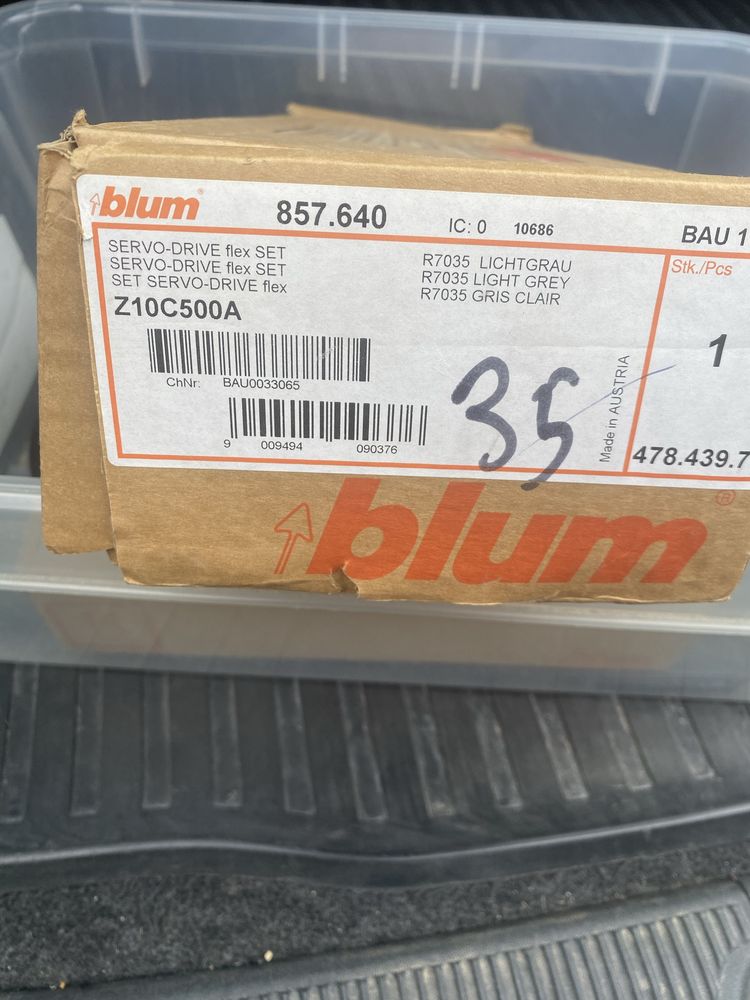 blum® 857.640 IC: 0 10686 BAU 1
SERVO-DRIVE flex SET
SERVO-DRIVE flex SET
SET SERVO-DRIVE flex
Z10C500A
R7035 LICHTGRAU
R7035 LIGHT GREY
R7035 GRIS CLAIR
Stk./Pcs
1
ChNr: BAU0033065
9 009494 090376
35
Made in AUSTRIA
478.439.7
blum®